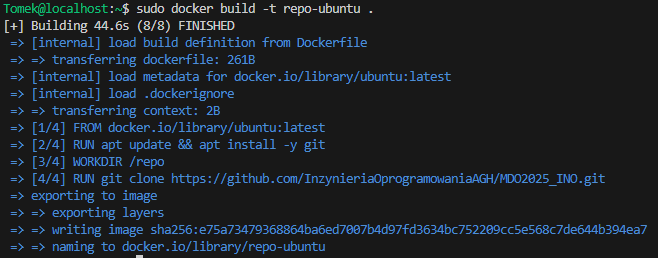 Tomek@localhost:~$ sudo docker build -t repo-ubuntu .
[+] Building 44.6s (8/8) FINISHED
=> [internal] load build definition from Dockerfile
=> => transferring dockerfile: 261B
=> [internal] load metadata for docker.io/library/ubuntu:latest
=> [internal] load .dockerignore
=> => transferring context: 2B
=> [1/4] FROM docker.io/library/ubuntu:latest
=> [2/4] RUN apt update && apt install -y git
=> [3/4] WORKDIR /repo
=> [4/4] RUN git clone https://github.com/InzynieriaOprogramowaniaAGH/MDO2025_INO.git
=> exporting to image
=> => exporting layers
=> => writing image sha256:e75a73479368864ba6ed7007b4d97fd3634bc752209cc5e568c7de644b394ea7
=> => naming to docker.io/library/repo-ubuntu